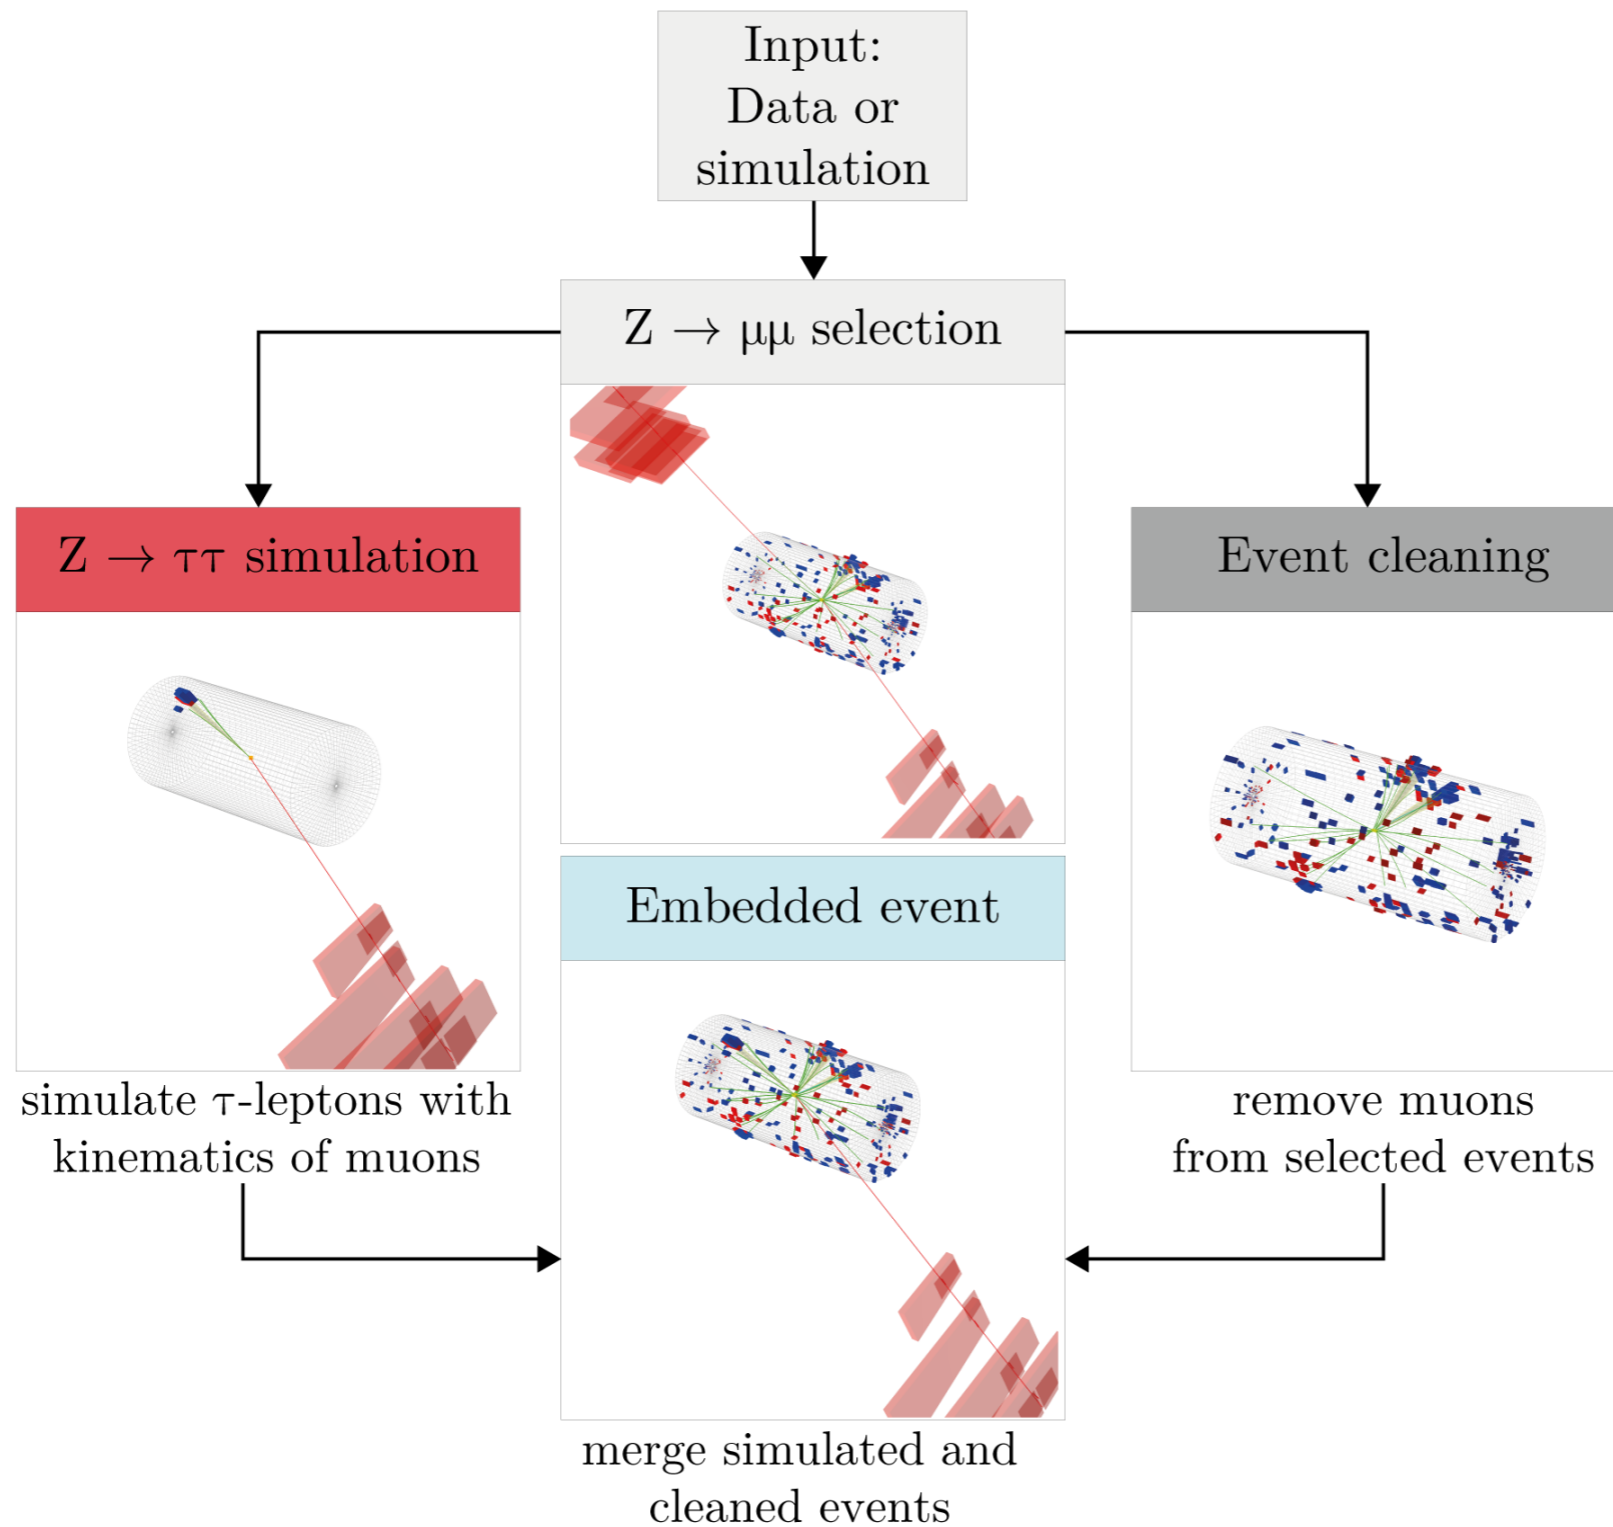 Input:
Data or
simulation
Z → μμ selection
Z → ττ simulation
Event cleaning
Embedded event
simulate τ-leptons with
kinematics of muons
remove muons
from selected events
merge simulated and
cleaned events